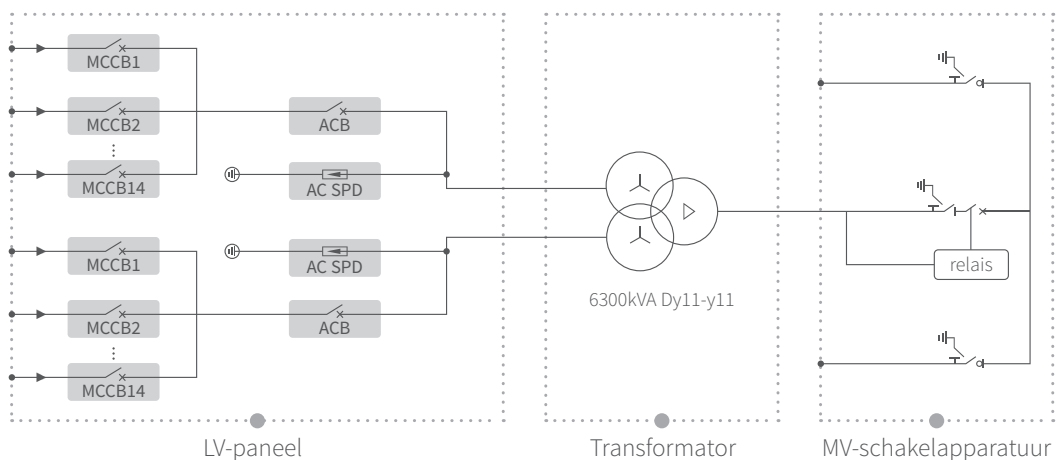 MCCB1
MCCB2
ACB
MCCB14
AC SPD
MCCB1
AC SPD
MCCB2
ACB
MCCB14
6300kVA Dy11-y11
relais
LV-paneel
Transformator
MV-schakelapparatuur